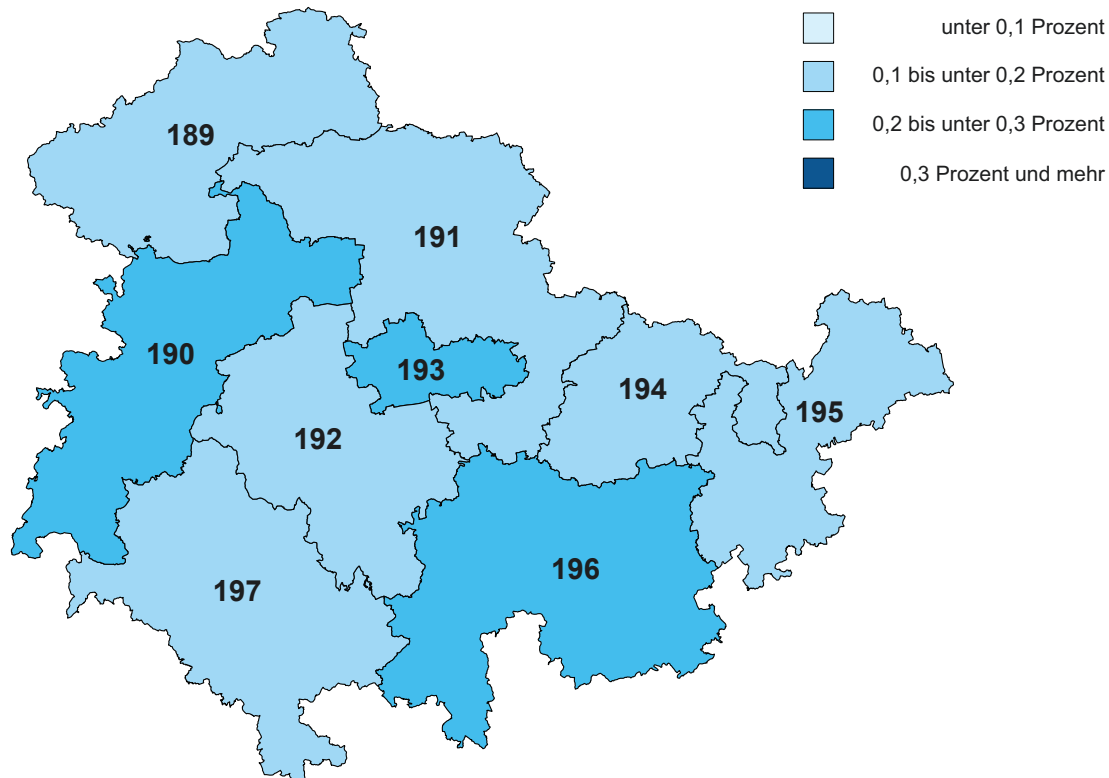 unter 0,1 Prozent
0,1 bis unter 0,2 Prozent
0,2 bis unter 0,3 Prozent
0,3 Prozent und mehr
189
191
190
193
194
195
192
196
197